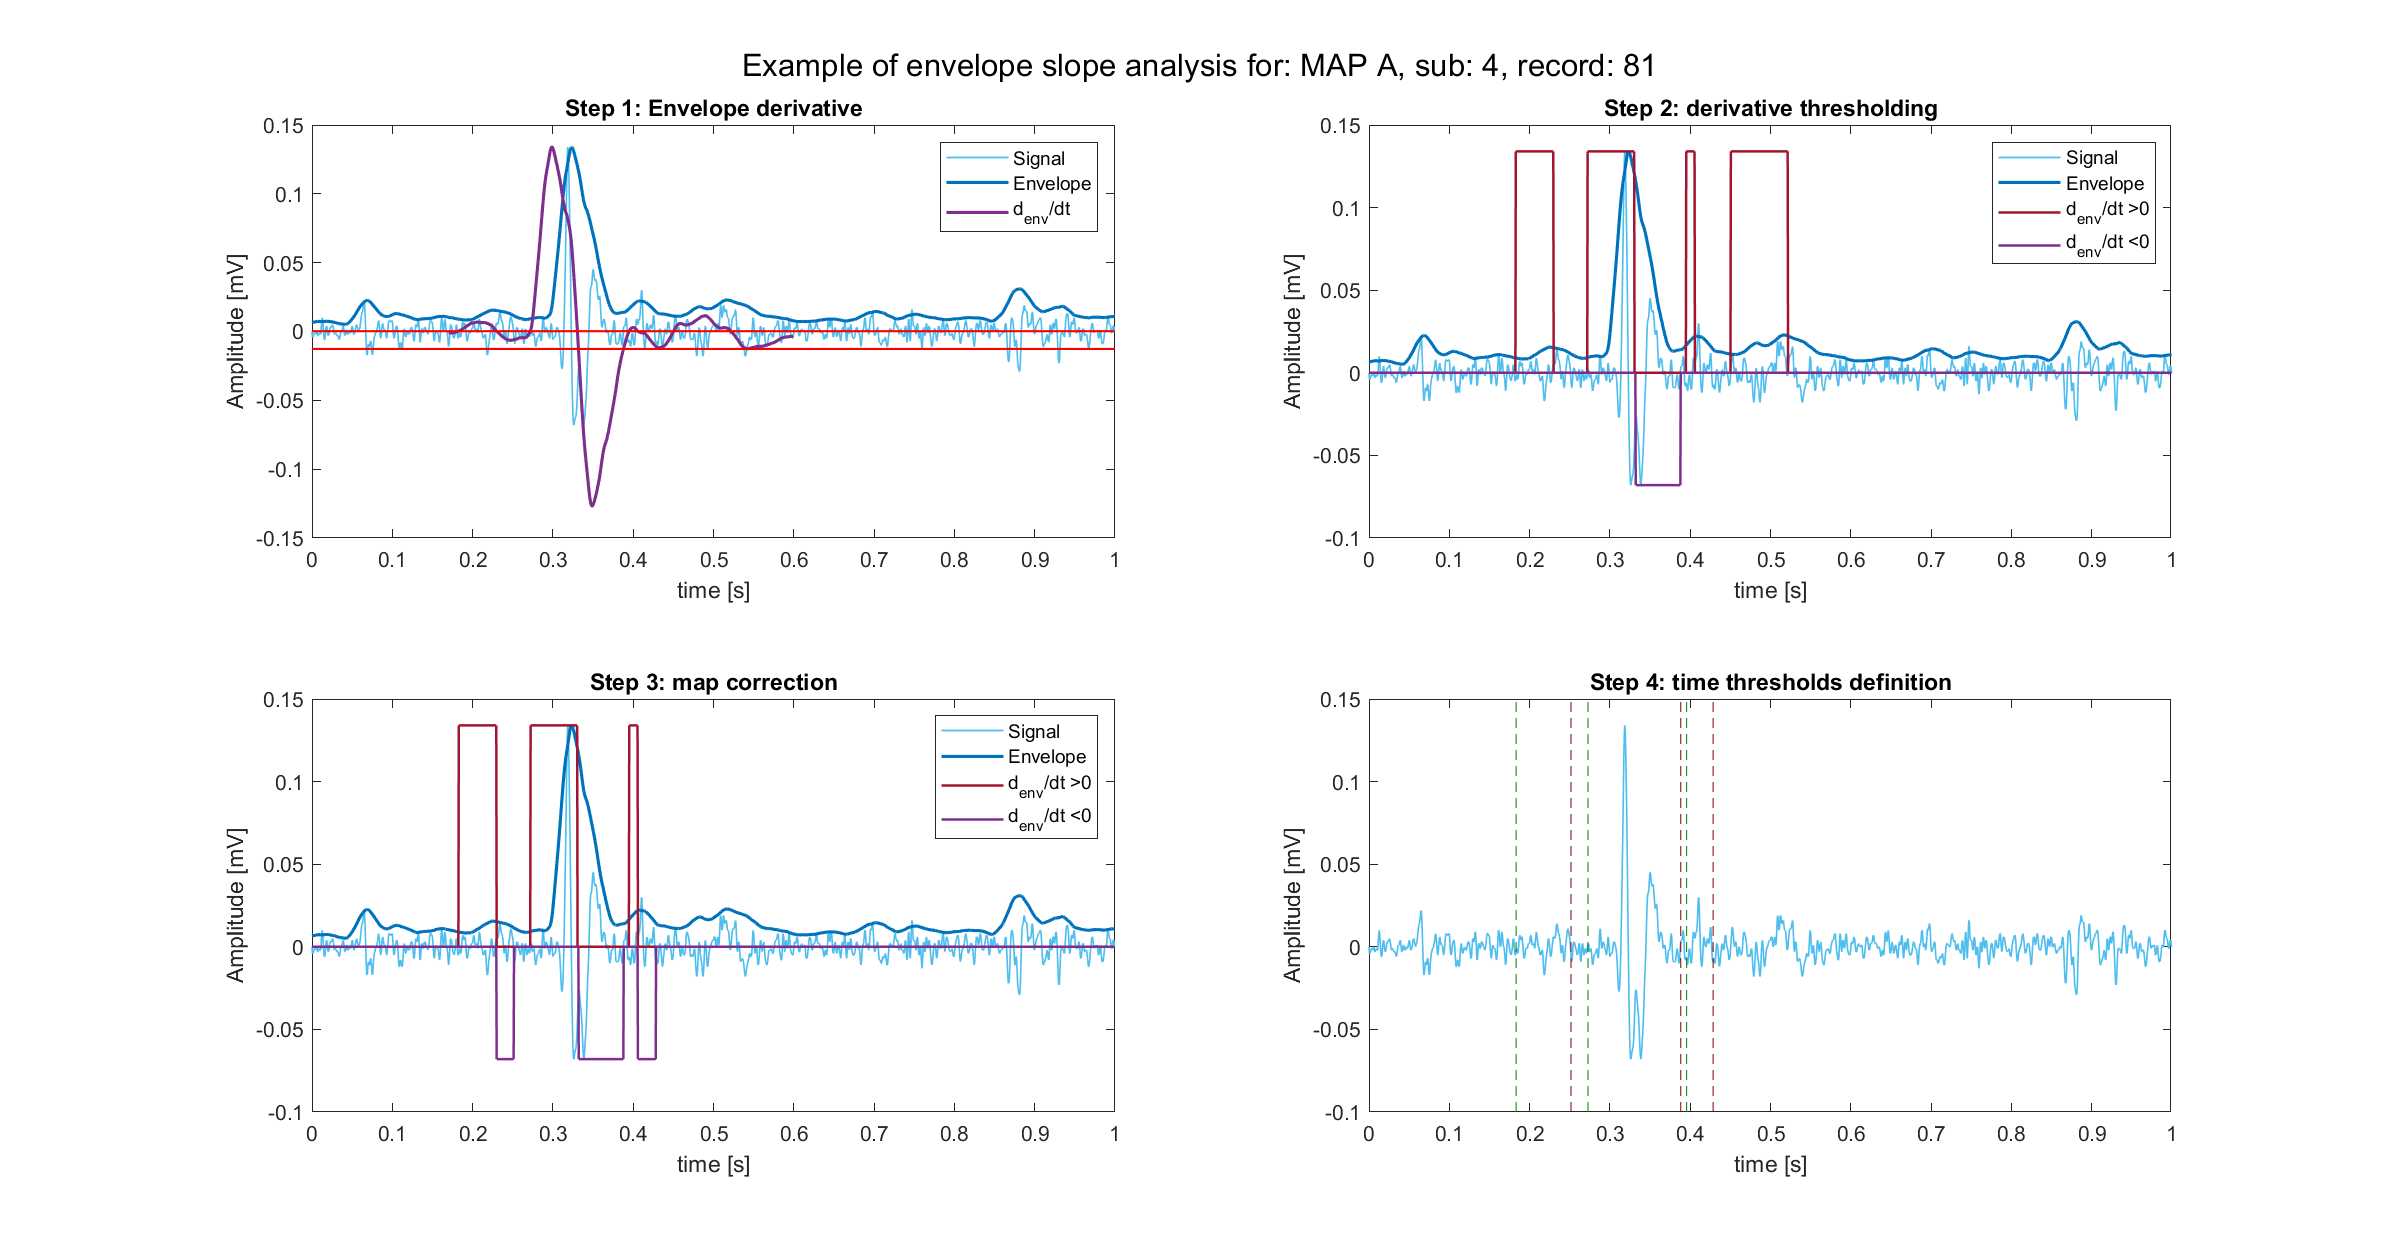 Example of envelope slope analysis for: MAP A, sub: 4, record: 81
Step 1: Envelope derivative
0.15
0.1
0.05
0
-0.05
-0.1
-0.15
Amplitude [mV]
0 0.1 0.2 0.3 0.4 0.5 0.6 0.7 0.8 0.9 1
time [s]
Signal
Envelope
d_env/dt
Step 2: derivative thresholding
0.15
0.1
0.05
0
-0.05
-0.1
Amplitude [mV]
0 0.1 0.2 0.3 0.4 0.5 0.6 0.7 0.8 0.9 1
time [s]
Signal
Envelope
d_env/dt >0
d_env/dt <0
Step 3: map correction
0.15
0.1
0.05
0
-0.05
-0.1
Amplitude [mV]
0 0.1 0.2 0.3 0.4 0.5 0.6 0.7 0.8 0.9 1
time [s]
Signal
Envelope
d_env/dt >0
d_env/dt <0
Step 4: time thresholds definition
0.15
0.1
0.05
0
-0.05
-0.1
Amplitude [mV]
0 0.1 0.2 0.3 0.4 0.5 0.6 0.7 0.8 0.9 1
time [s]